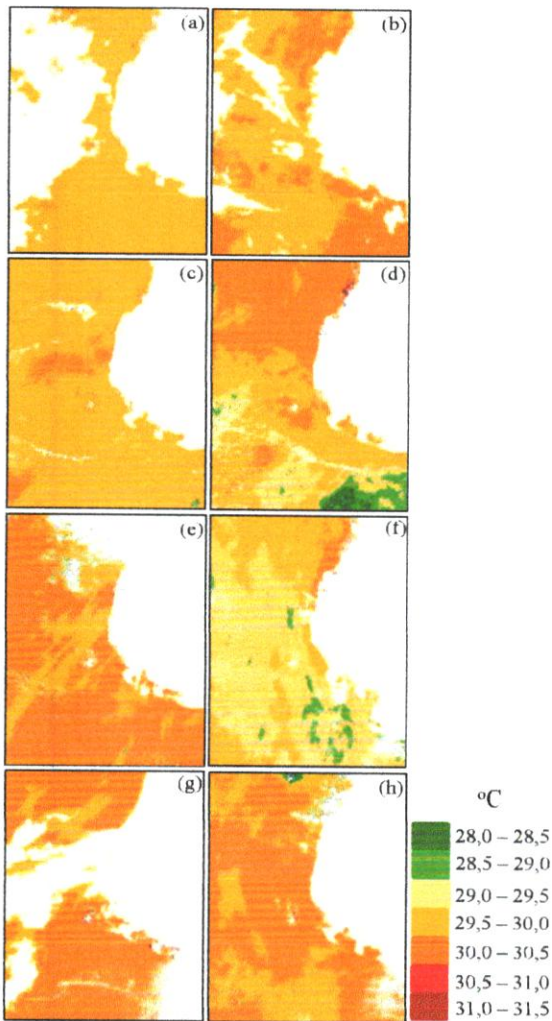 (a)
(b)
(c)
(d)
(e)
(f)
(g)
(h)
°C
28,0 – 28,5
28,5 – 29,0
29,0 – 29,5
29,5 – 30,0
30.0 – 30,5
30,5 – 31,0
31,0 – 31,5